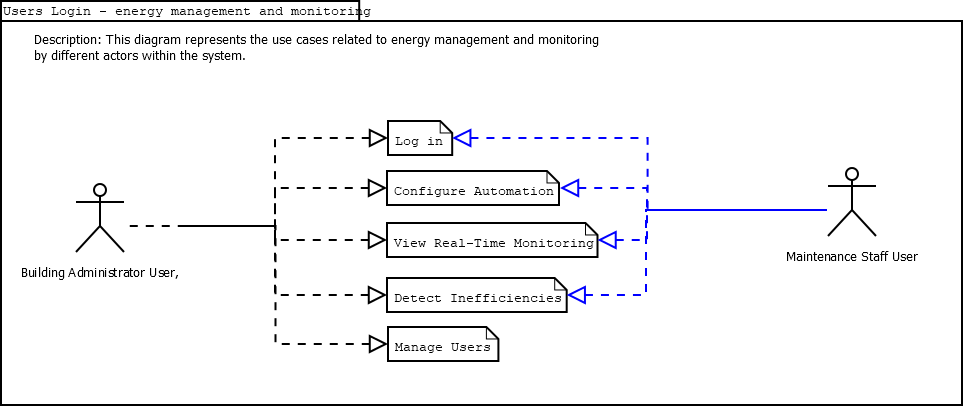 Users Login - energy management and monitoring
Description: This diagram represents the use cases related to energy management and monitoring
by different actors within the system.
Log in
Configure Automation
View Real-Time Monitoring
Detect Inefficiencies
Manage Users
Building Administrator User,
Maintenance Staff User